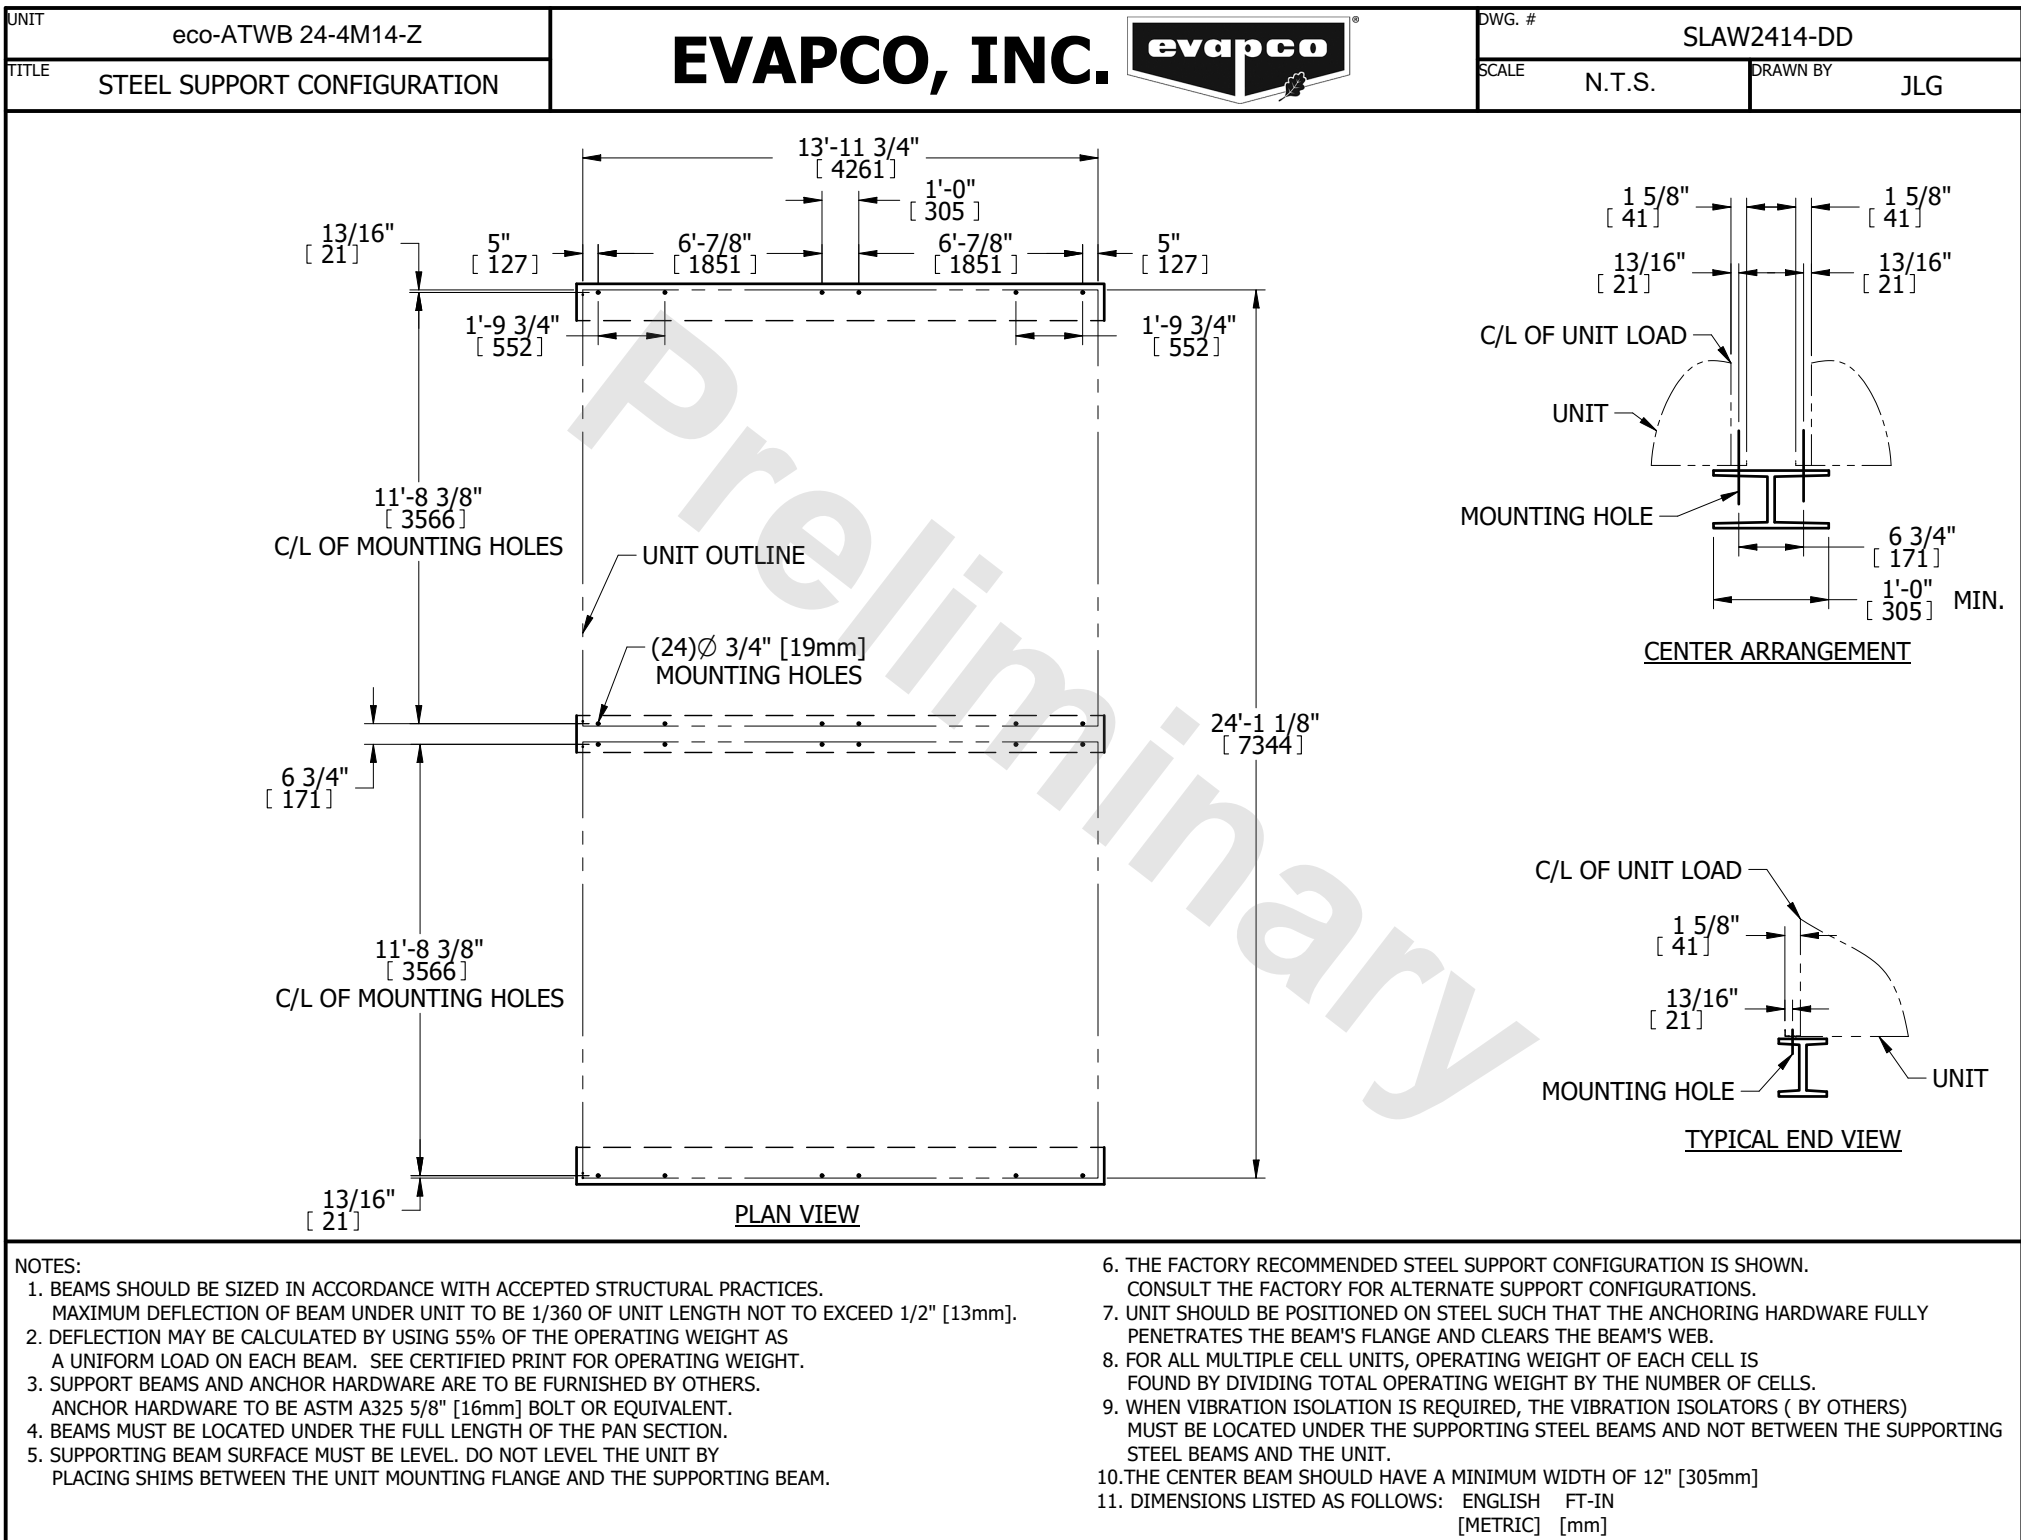 UNIT
eco-ATWB 24-4M14-Z
TITLE
STEEL SUPPORT CONFIGURATION
EVAPCO, INC.
evapco
®
DWG. #
SLAW2414-DD
SCALE
N.T.S.
DRAWN BY
JLG
13'-11 3/4"
[ 4261 ]
1'-0"
[ 305 ]
13/16"
[ 21 ]
5"
[ 127 ]
6'-7/8"
[ 1851 ]
6'-7/8"
[ 1851 ]
5"
[ 127 ]
1'-9 3/4"
[ 552 ]
1'-9 3/4"
[ 552 ]
11'-8 3/8"
[ 3566 ]
C/L OF MOUNTING HOLES
UNIT OUTLINE
(24)∅ 3/4" [19mm]
MOUNTING HOLES
6 3/4"
[ 171 ]
24'-1 1/8"
[ 7344 ]
11'-8 3/8"
[ 3566 ]
C/L OF MOUNTING HOLES
13/16"
[ 21 ]
PLAN VIEW
Preliminary
1 5/8"
[ 41 ]
1 5/8"
[ 41 ]
13/16"
[ 21 ]
13/16"
[ 21 ]
C/L OF UNIT LOAD
UNIT
MOUNTING HOLE
6 3/4"
[ 171 ]
1'-0"
[ 305 ] MIN.
CENTER ARRANGEMENT
C/L OF UNIT LOAD
1 5/8"
[ 41 ]
13/16"
[ 21 ]
MOUNTING HOLE
UNIT
TYPICAL END VIEW
NOTES:
1. BEAMS SHOULD BE SIZED IN ACCORDANCE WITH ACCEPTED STRUCTURAL PRACTICES.
MAXIMUM DEFLECTION OF BEAM UNDER UNIT TO BE 1/360 OF UNIT LENGTH NOT TO EXCEED 1/2" [13mm].
2. DEFLECTION MAY BE CALCULATED BY USING 55% OF THE OPERATING WEIGHT AS
A UNIFORM LOAD ON EACH BEAM. SEE CERTIFIED PRINT FOR OPERATING WEIGHT.
3. SUPPORT BEAMS AND ANCHOR HARDWARE ARE TO BE FURNISHED BY OTHERS.
ANCHOR HARDWARE TO BE ASTM A325 5/8" [16mm] BOLT OR EQUIVALENT.
4. BEAMS MUST BE LOCATED UNDER THE FULL LENGTH OF THE PAN SECTION.
5. SUPPORTING BEAM SURFACE MUST BE LEVEL. DO NOT LEVEL THE UNIT BY
PLACING SHIMS BETWEEN THE UNIT MOUNTING FLANGE AND THE SUPPORTING BEAM.
6. THE FACTORY RECOMMENDED STEEL SUPPORT CONFIGURATION IS SHOWN.
CONSULT THE FACTORY FOR ALTERNATE SUPPORT CONFIGURATIONS.
7. UNIT SHOULD BE POSITIONED ON STEEL SUCH THAT THE ANCHORING HARDWARE FULLY
PENETRATES THE BEAM'S FLANGE AND CLEARS THE BEAM'S WEB.
8. FOR ALL MULTIPLE CELL UNITS, OPERATING WEIGHT OF EACH CELL IS
FOUND BY DIVIDING TOTAL OPERATING WEIGHT BY THE NUMBER OF CELLS.
9. WHEN VIBRATION ISOLATION IS REQUIRED, THE VIBRATION ISOLATORS ( BY OTHERS)
MUST BE LOCATED UNDER THE SUPPORTING STEEL BEAMS AND NOT BETWEEN THE SUPPORTING
STEEL BEAMS AND THE UNIT.
10.THE CENTER BEAM SHOULD HAVE A MINIMUM WIDTH OF 12" [305mm]
11. DIMENSIONS LISTED AS FOLLOWS: ENGLISH FT-IN
[METRIC] [mm]